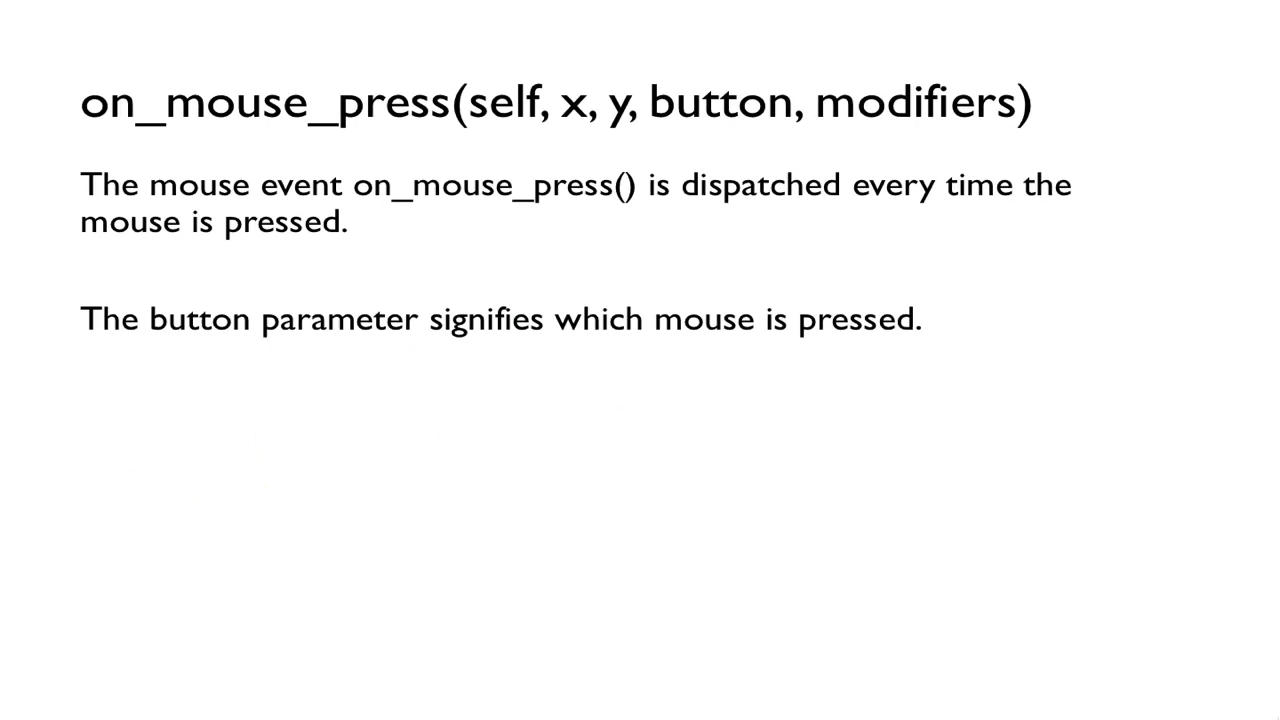 on_mouse_press(self, x, y, button, modifiers)
The mouse event on_mouse_press() is dispatched every time the
mouse is pressed.
The button parameter signifies which mouse is pressed.